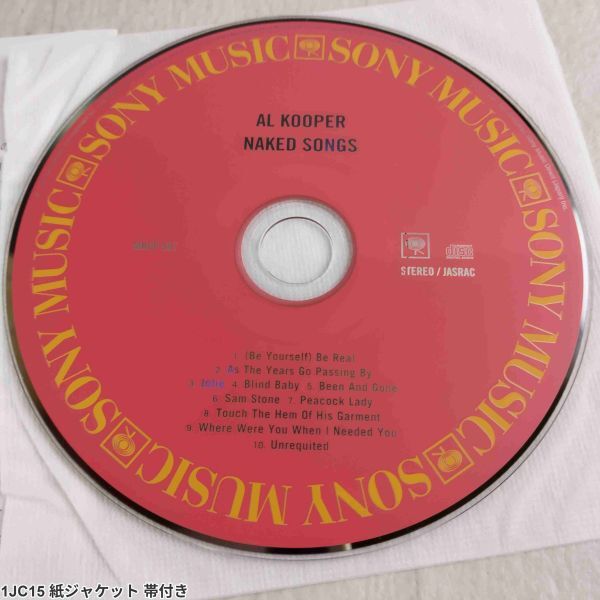 SONY MUSIC SONY MUSIC SONY MUSIC SONY MUSIC SONY MUSIC SONY MUSIC
AL KOOPER
NAKED SONGS
STEREO / JASRAC
1. (Be Yourself) Be Real
2. As The Years Go Passing By
3. Jolie 4. Blind Baby 5. Been And Gone
6. Sam Stone 7. Peacock Lady
8. Touch The Hem Of His Garment
9. Where Were You When I Needed You
10. Unrequited
1JC15 紙ジャケット 帯付き